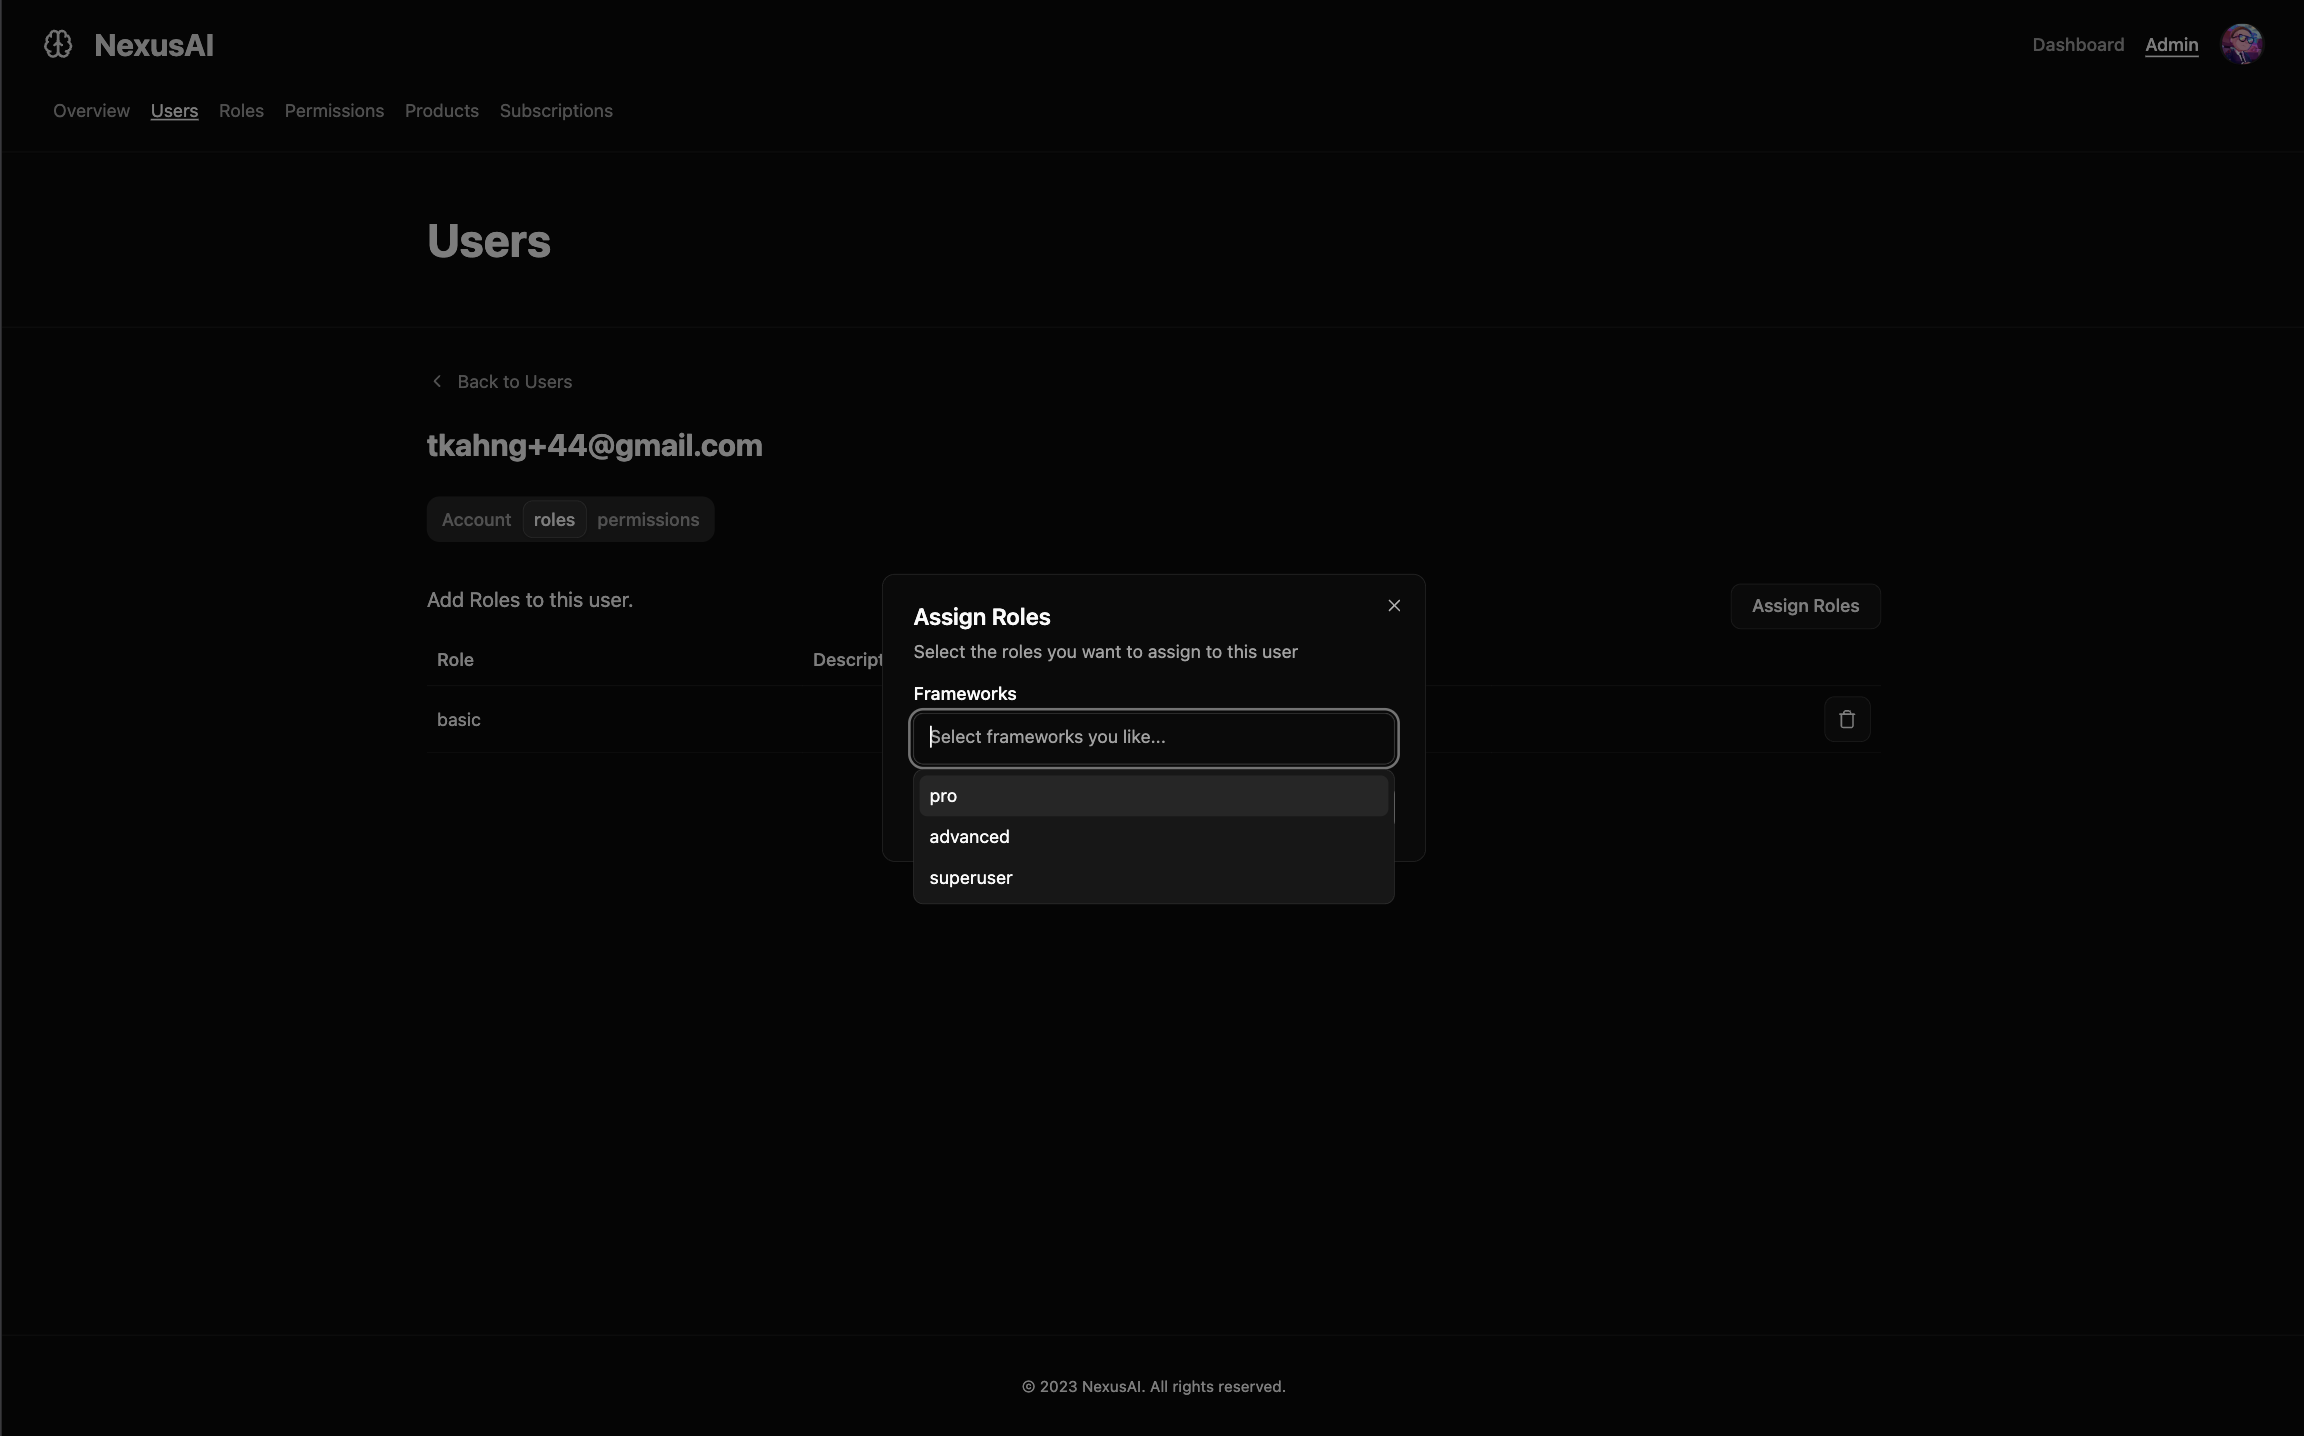 NexusAI
Dashboard Admin
Overview Users Roles Permissions Products Subscriptions
Users
Back to Users
tkahng+44@gmail.com
Account roles permissions
Add Roles to this user.
Assign Roles
Role
Descript
basic
Assign Roles
Select the roles you want to assign to this user
Frameworks
Select frameworks you like...
pro
advanced
superuser
© 2023 NexusAI. All rights reserved.